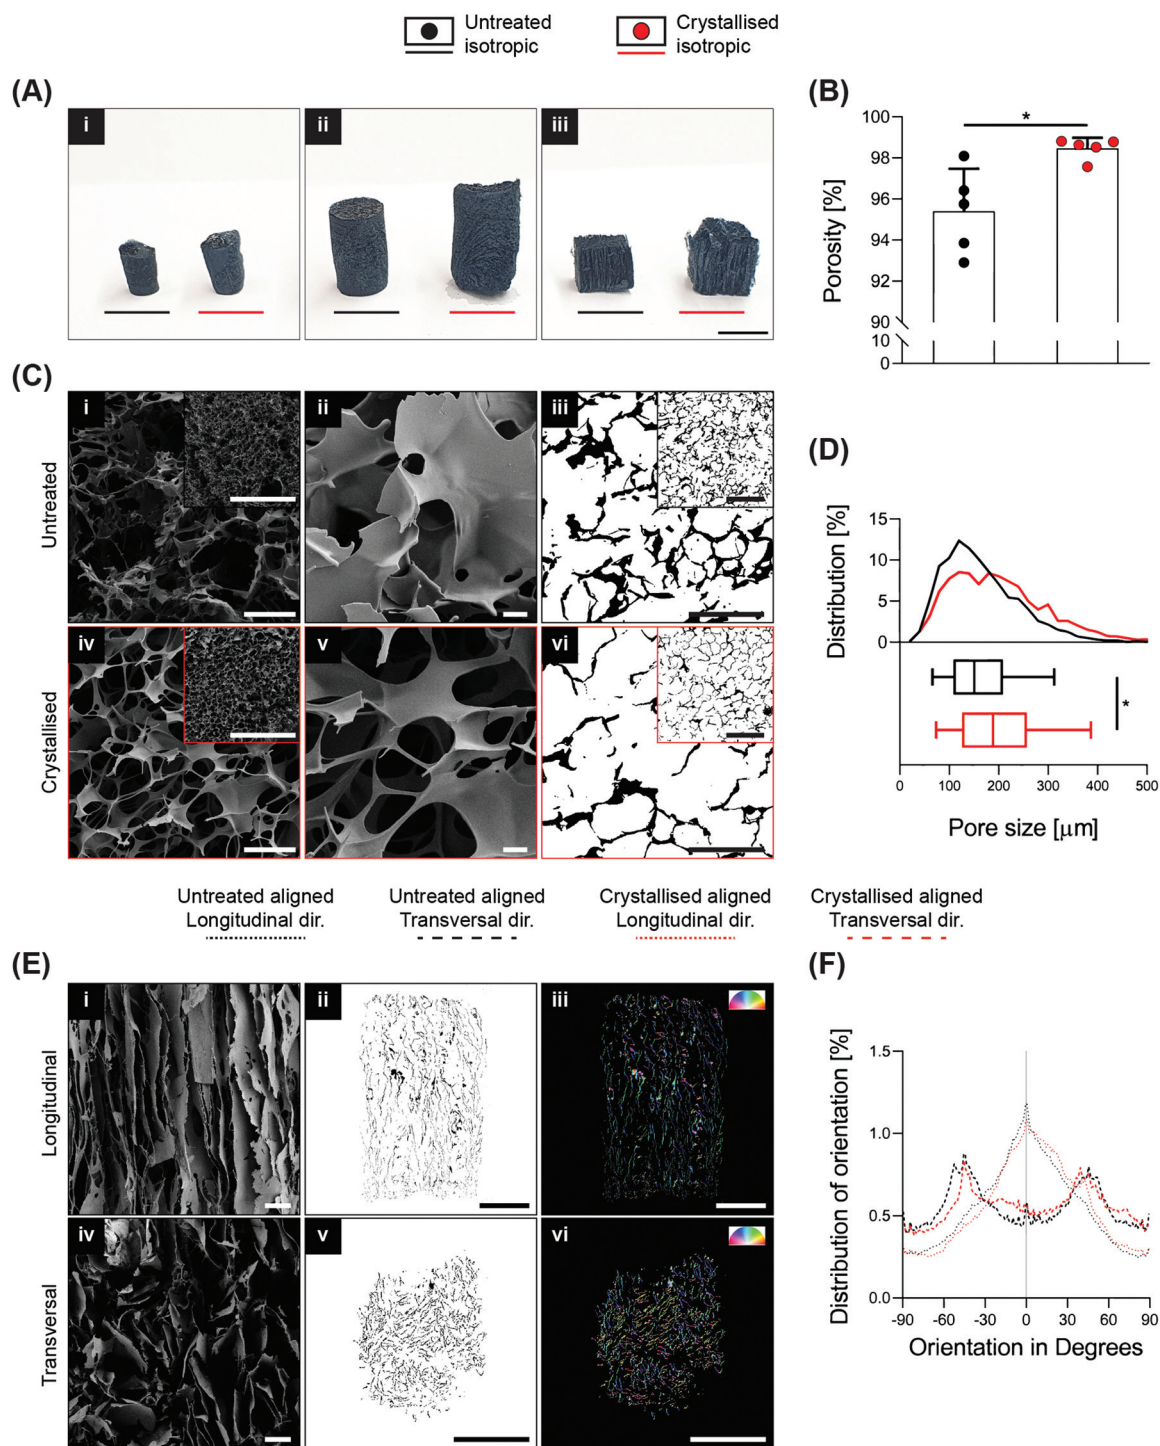 Untreated
isotropic
Crystallised
isotropic
(A)
i
ii
iii
(B)
*
Porosity [%]
100
98
96
94
92
90
10
0
(C)
Untreated
i
ii
iii
Crystallised
iv
v
vi
(D)
Distribution [%]
15
10
5
0
*
0
100
200
300
400
500
Pore size [μm]
Untreated aligned
Longitudinal dir.
Untreated aligned
Transversal dir.
Crystallised aligned
Longitudinal dir.
Crystallised aligned
Transversal dir.
(E)
Longitudinal
i
ii
iii
Transversal
iv
v
vi
(F)
Distribution of orientation [%]
1.5
1.0
0.5
0.0
-90
-60
-30
0
30
60
90
Orientation in Degrees